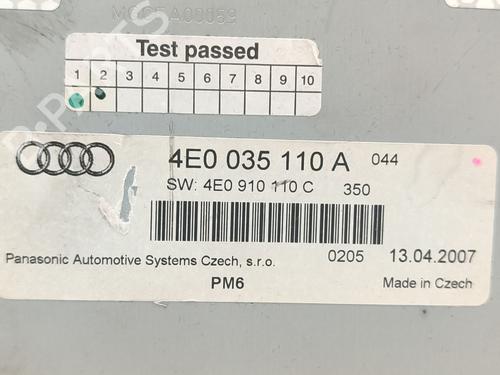 Test passed
1 2 3 4 5 6 7 8 9 10
4E0 035 110 A 044
SW: 4E0 910 110 C 350
Panasonic Automotive Systems Czech, s.r.o. 0205 13.04.2007
PM6 Made in Czech